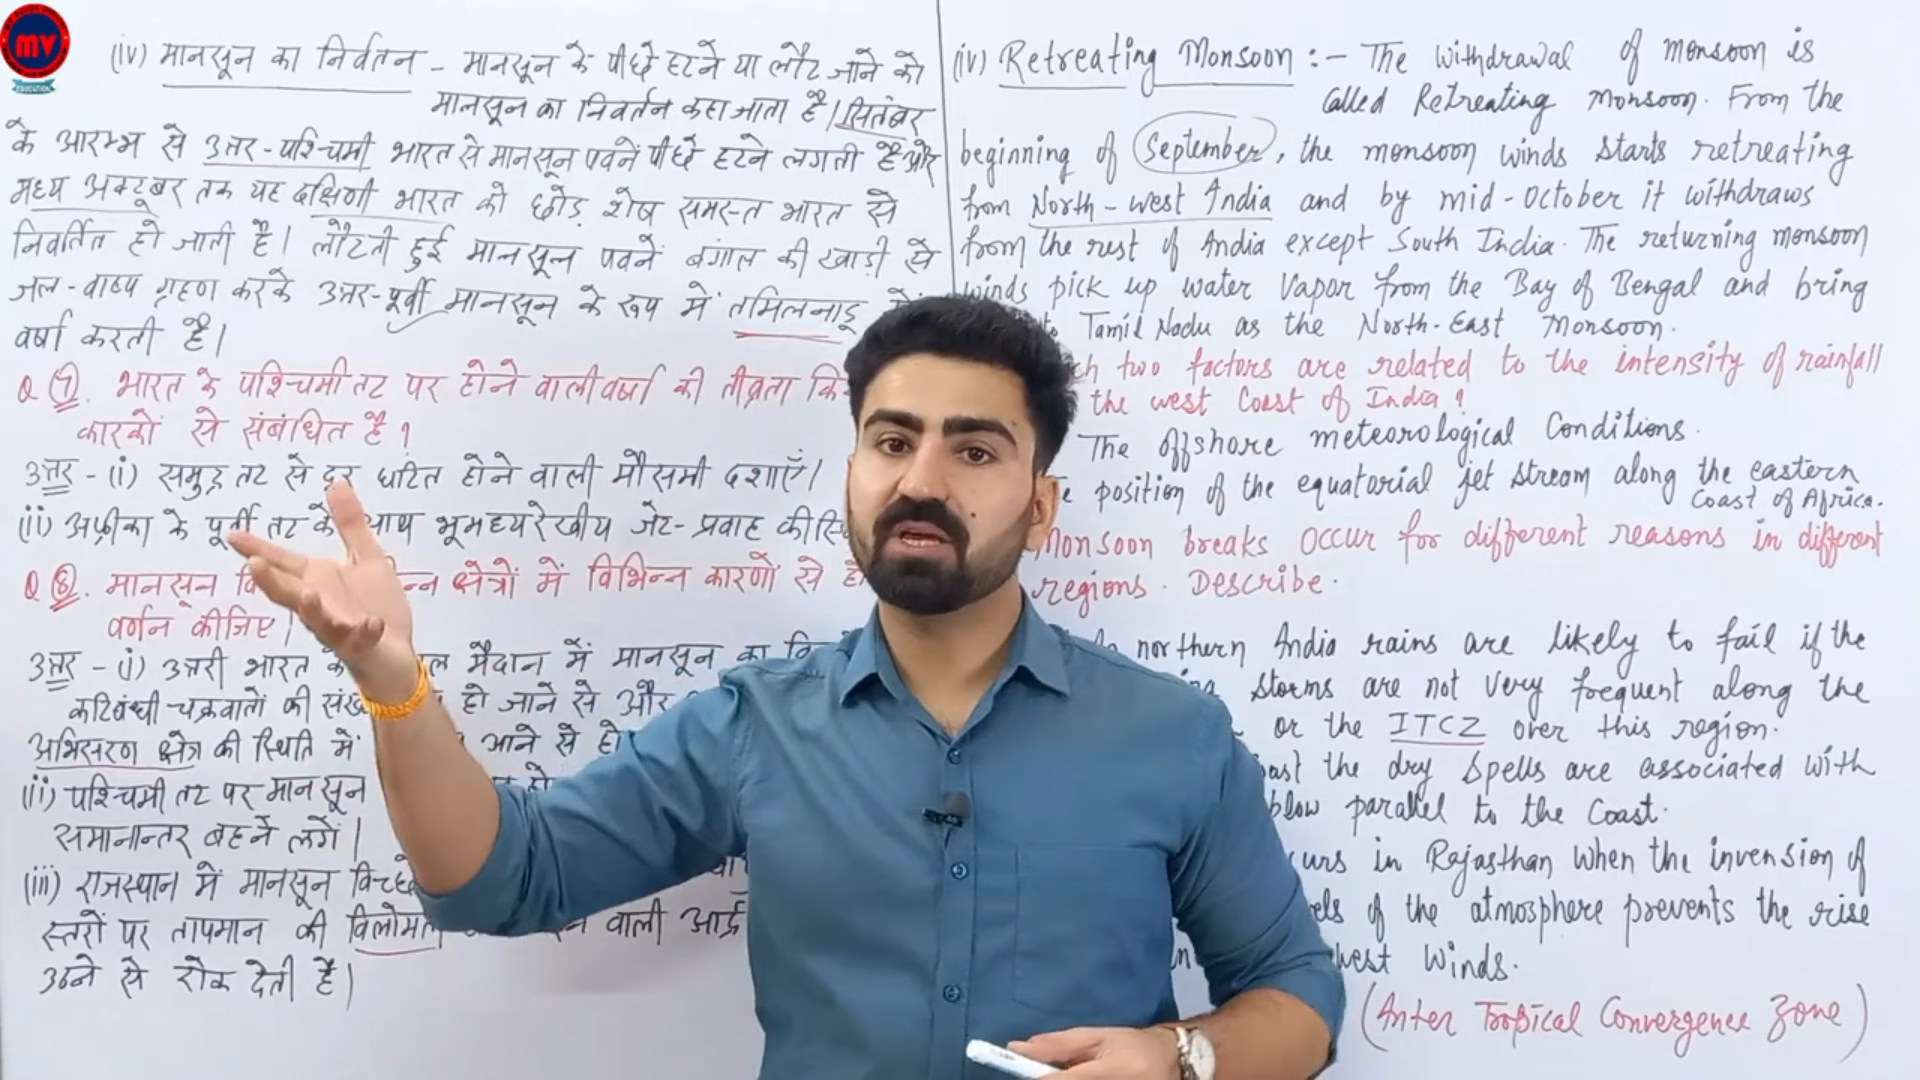 MV
EDUCATION
(iv) मानसून का निर्वतन - मानसून के पीछे हटने या लौट जाने को
मानसून का निवर्तन कहा जाता है। सितंबर
के आरम्भ से उत्तर-पश्चिमी भारत से मानसून पवनें पीछे हटने लगती है और
मध्य अक्टूबर तक यह दक्षिणी भारत को छोड़ शेष समस्त भारत से
निवर्तित हो जाती है। लौटती हुई मानसून पवनें बंगाल की खाड़ी से
जल-वाष्प ग्रहण करके उत्तर-पूर्वी मानसून के रूप में तमिलनाडू
वर्षा करती है।
Q (7). भारत के पश्चिमी तट पर होने वाली वर्षा की तीव्रता
कारकों से संबंधित है?
उत्तर - (i) समुद्र तट से दूर घटित होने वाली मौसमी दशाएँ।
(ii) अफ्रीका के पूर्वी तट के साथ भूमध्यरेखीय जेट-प्रवाह की
Q (8). मानसून क्षेत्रों में विभिन्न कारणों से
वर्णन कीजिए।
उत्तर - (i) उत्तरी भारत के मैदान में मानसून का
कटिबंधी चक्रवातों की हो जाने से और
अभिसरण क्षेत्र की स्थिति में आने से
(ii) पश्चिमी तट पर मानसून
समानान्तर बहने लगें।
(iii) राजस्थान में मानसून
स्तरों पर तापमान की वाली आर्द्र
उठने से रोक देती है।
(iv) Retreating Monsoon :- The withdrawal of monsoon is
called Retreating monsoon. From the
beginning of September, the monsoon winds starts retreating
from North-west India and by mid-October it withdraws
from the rest of India except South India. The returning monsoon
winds pick up water vapor from the Bay of Bengal and bring
to Tamil Nadu as the North-East Monsoon.
two factors are related to the intensity of rainfall
the west Coast of India?
The offshore meteorological Conditions.
position of the equatorial jet stream along the eastern
Coast of Africa.
Monsoon breaks occur for different reasons in different
regions. Describe.
northern India rains are likely to fail if the
storms are not very frequent along the
or the ITCZ over this region.
the dry spells are associated with
blow parallel to the Coast.
in Rajasthan when the invension of
of the atmosphere prevents the rise
winds.
(Inter Tropical Convergence Zone)